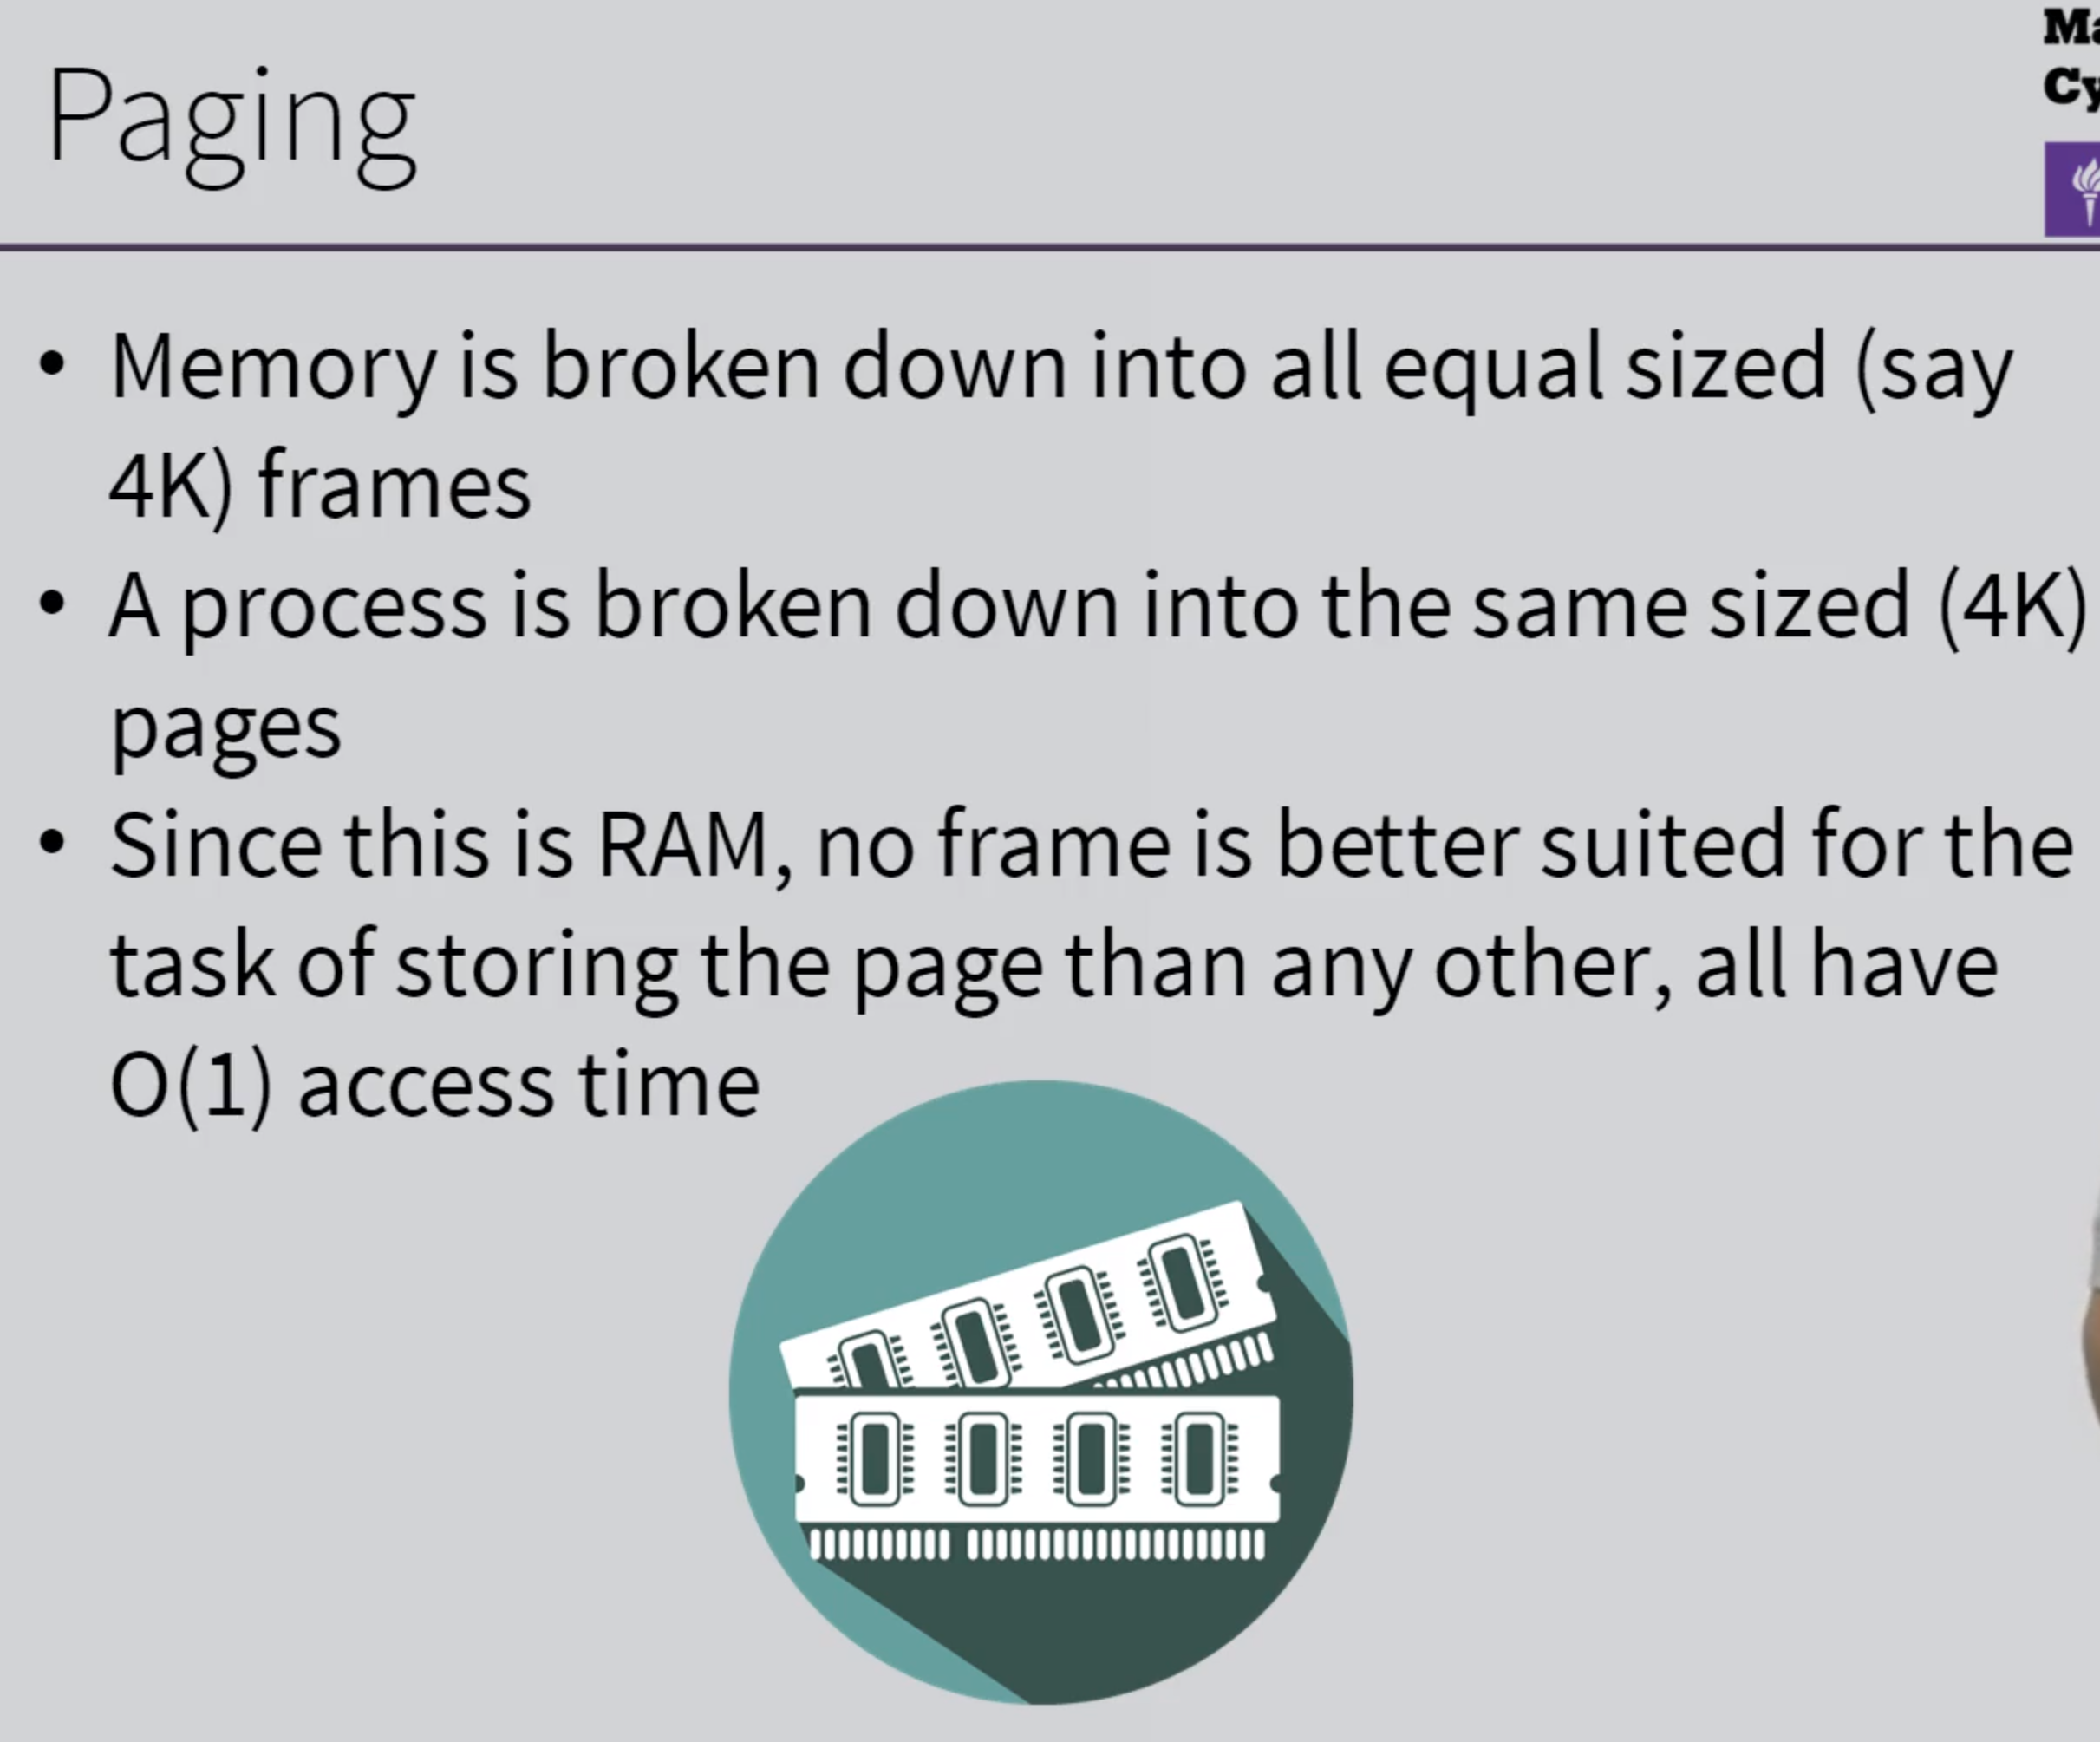 Paging
• Memory is broken down into all equal sized (say
4K) frames
• A process is broken down into the same sized (4K)
pages
• Since this is RAM, no frame is better suited for the
task of storing the page than any other, all have
O(1) access time